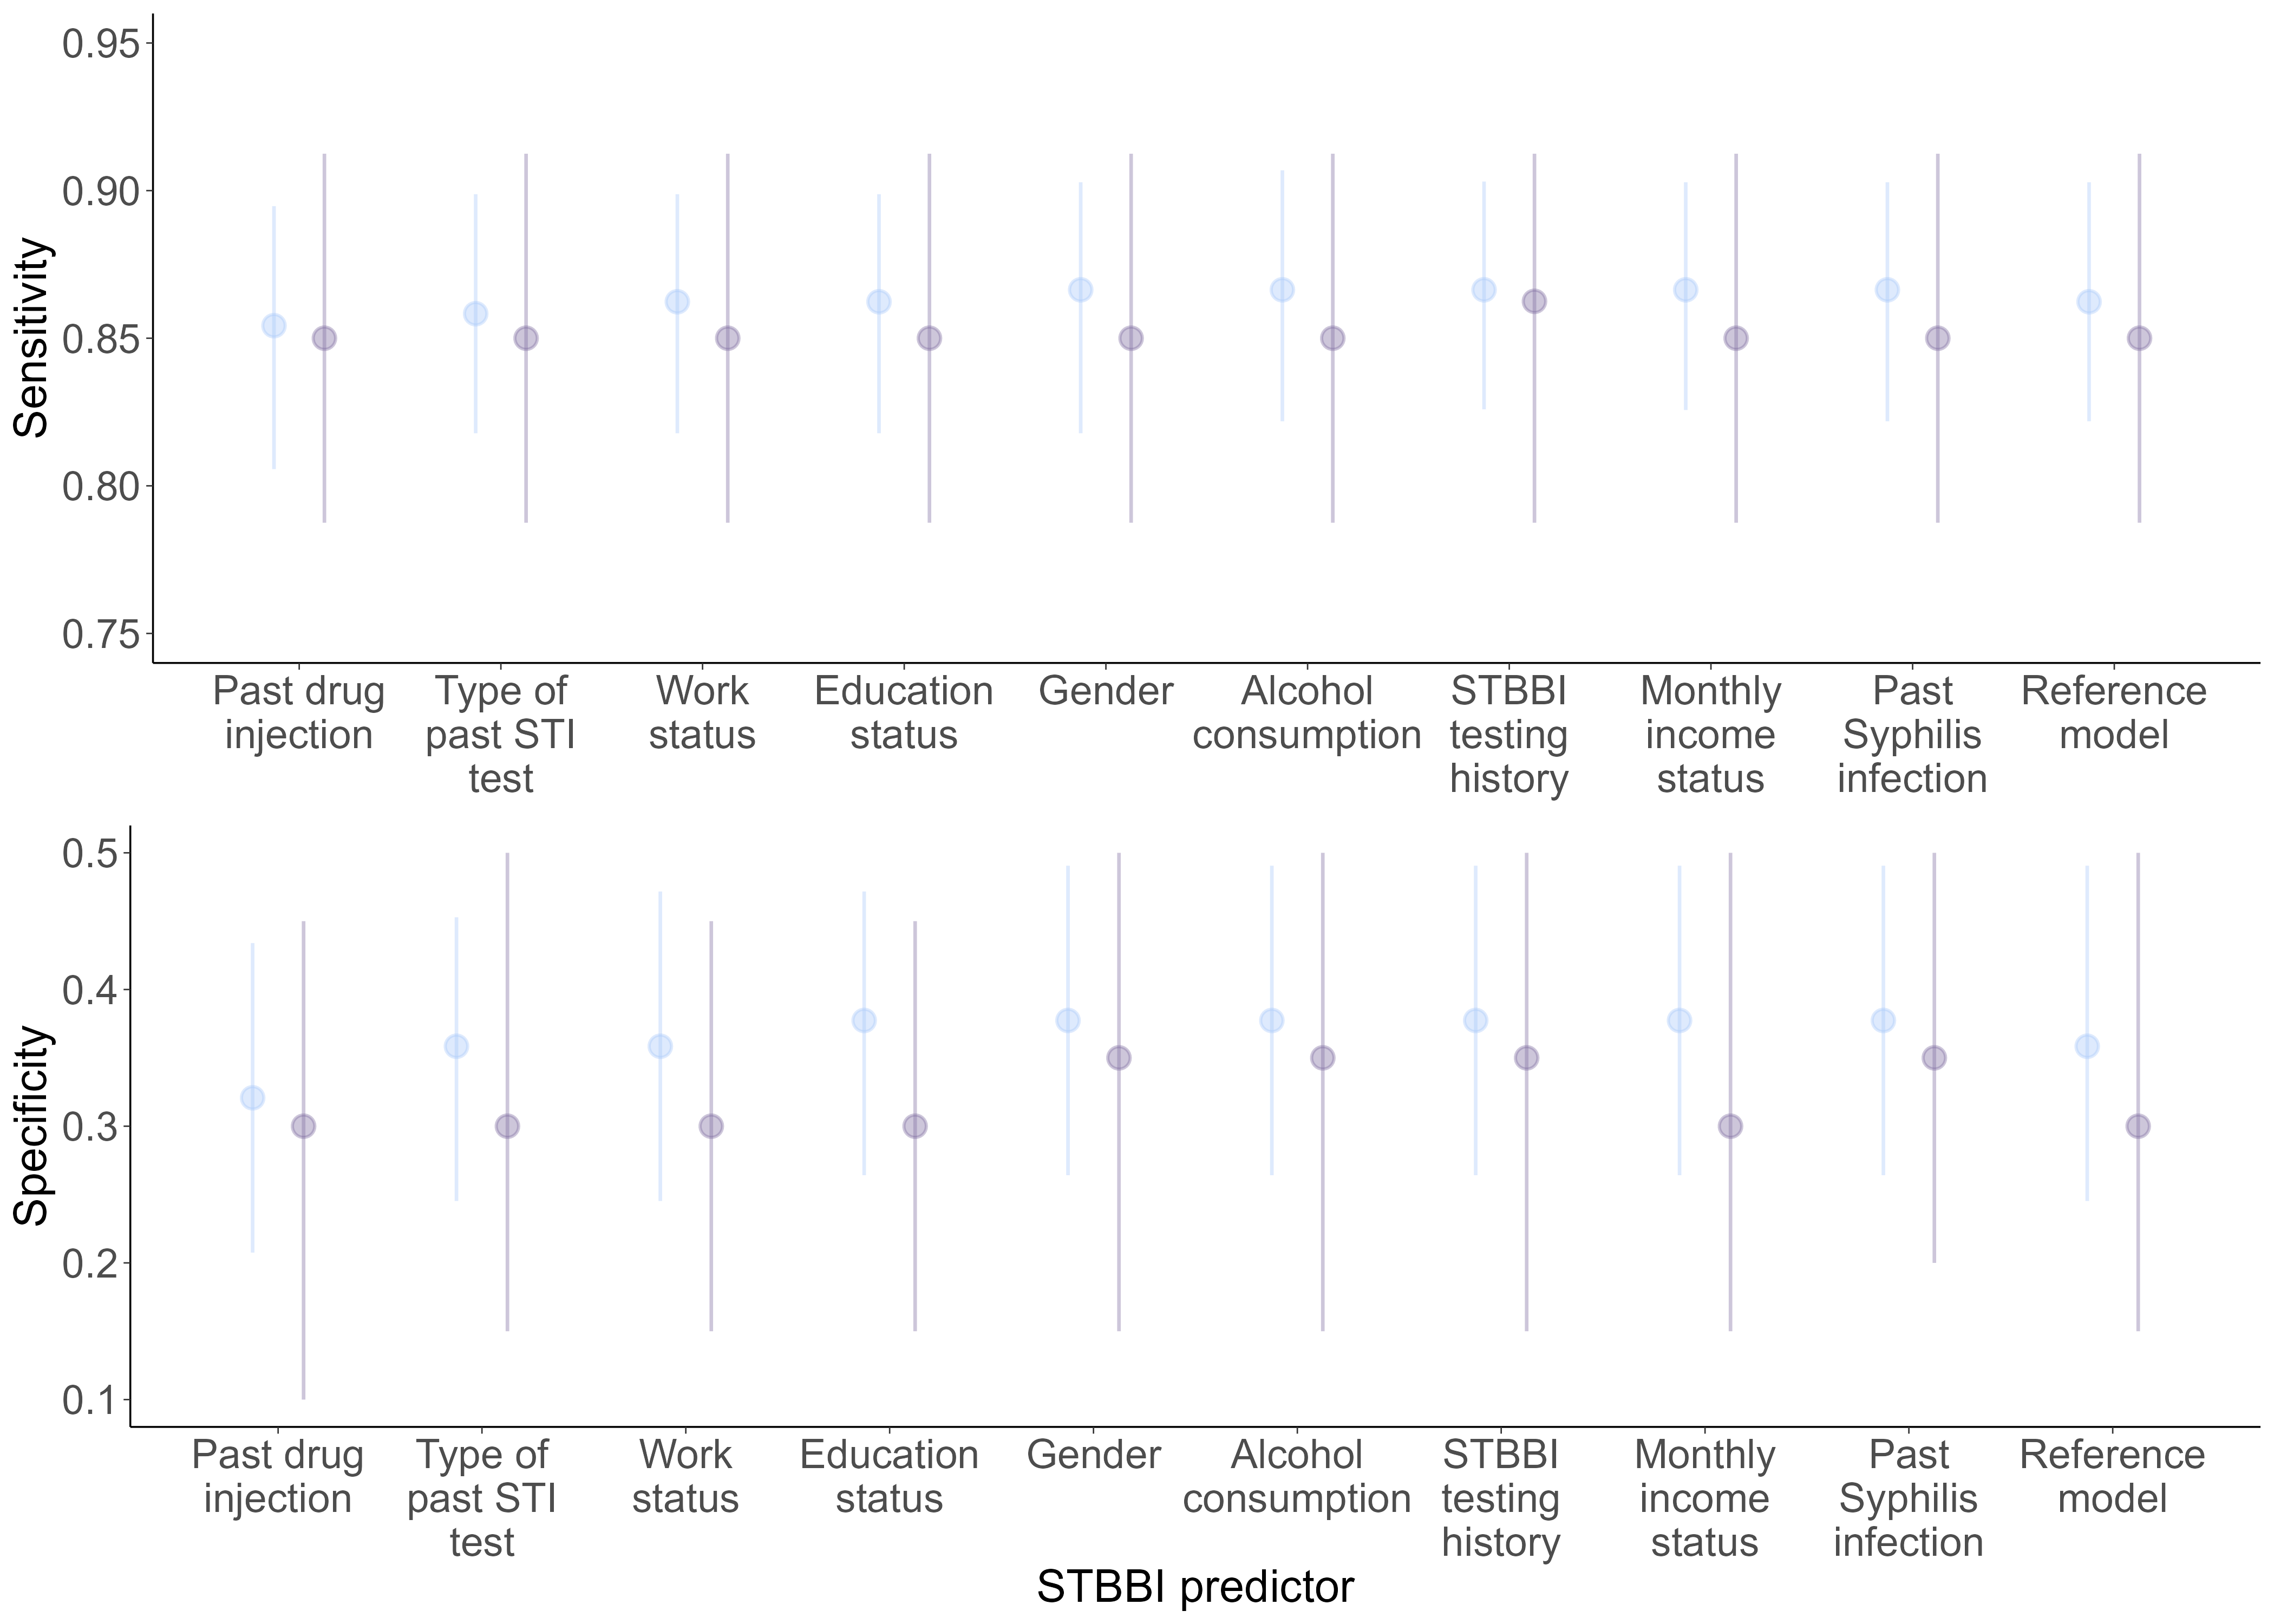 Sensitivity
0.95
0.90
0.85
0.80
0.75
Past drug
injection
Type of
past STI
test
Work
status
Education
status
Gender
Alcohol
consumption
STBBI
testing
history
Monthly
income
status
Past
Syphilis
infection
Reference
model
Specificity
0.5
0.4
0.3
0.2
0.1
Past drug
injection
Type of
past STI
test
Work
status
Education
status
Gender
Alcohol
consumption
STBBI
testing
history
Monthly
income
status
Past
Syphilis
infection
Reference
model
STBBI predictor